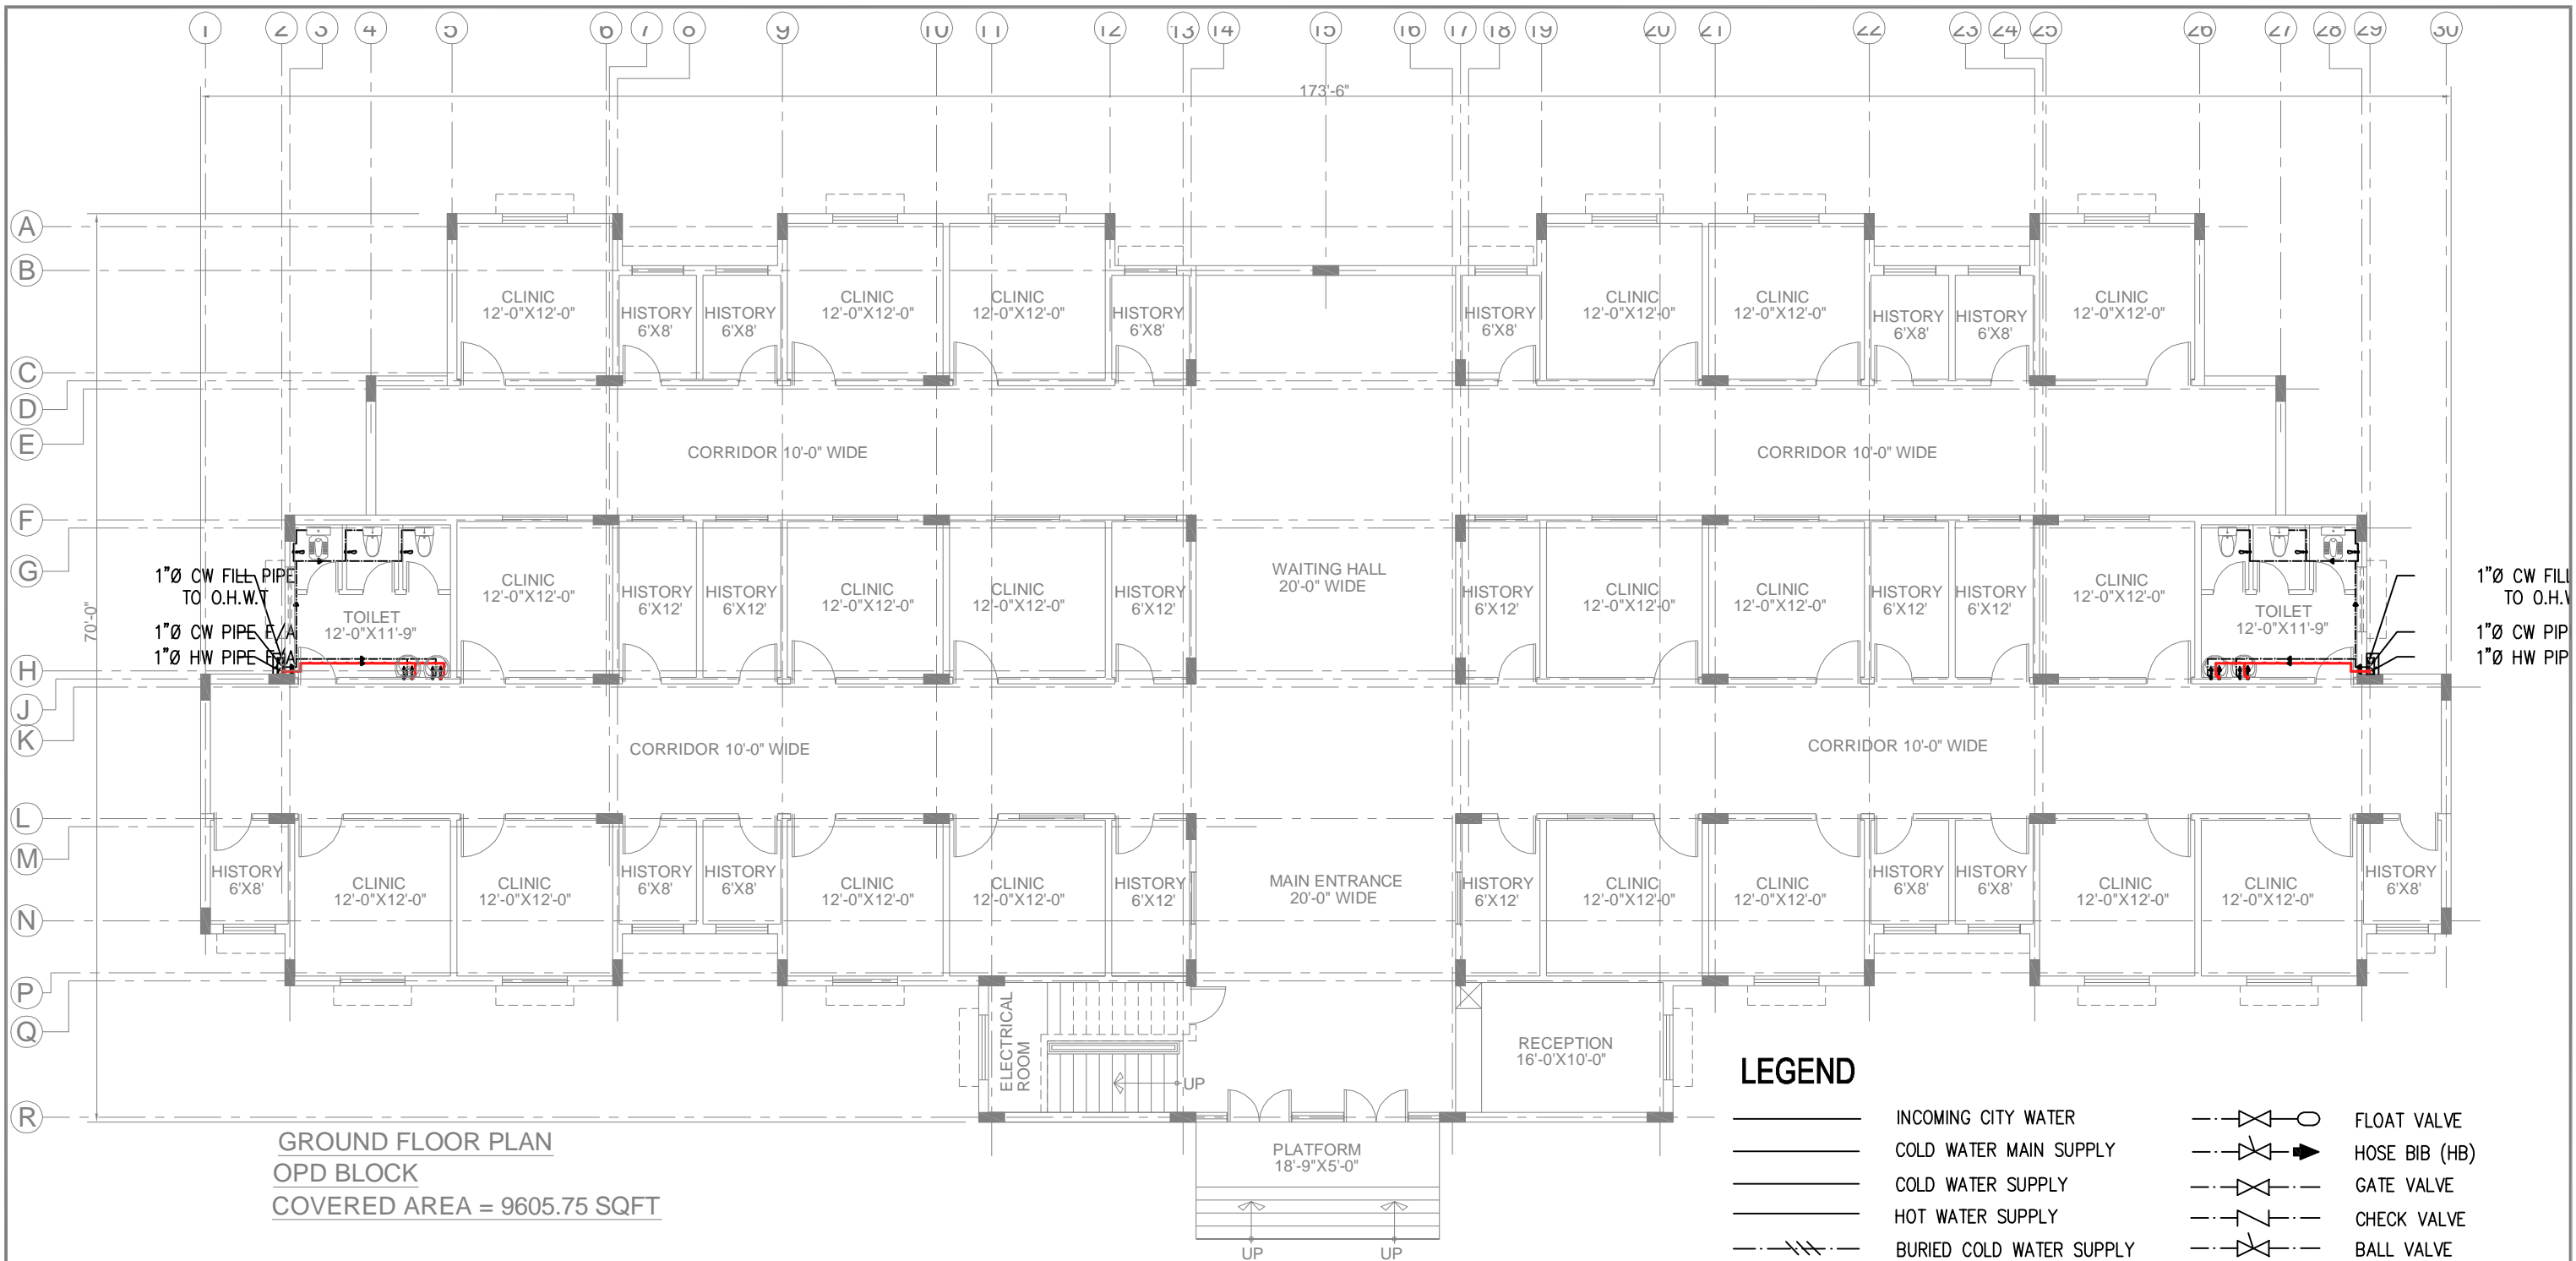 1 2 3 4 5 6 7 8 9 10 11 12 13 14 15 16 17 18 19 20 21 22 23 24 25 26 27 28 29 30
173'-6"
A
B
C
D
E
F
G
H
J
K
L
M
N
P
Q
R
70'-0"
CLINIC
12'-0"X12'-0"
HISTORY
6'X8'
HISTORY
6'X8'
CLINIC
12'-0"X12'-0"
CLINIC
12'-0"X12'-0"
HISTORY
6'X8'
HISTORY
6'X8'
CLINIC
12'-0"X12'-0"
CLINIC
12'-0"X12'-0"
HISTORY
6'X8'
HISTORY
6'X8'
CLINIC
12'-0"X12'-0"
CORRIDOR 10'-0" WIDE
CORRIDOR 10'-0" WIDE
1"Ø CW FILL PIPE
TO O.H.W.T
1"Ø CW PIPE F/A
1"Ø HW PIPE F/A
TOILET
12'-0"X11'-9"
CLINIC
12'-0"X12'-0"
HISTORY
6'X12'
HISTORY
6'X12'
CLINIC
12'-0"X12'-0"
CLINIC
12'-0"X12'-0"
HISTORY
6'X12'
WAITING HALL
20'-0" WIDE
HISTORY
6'X12'
CLINIC
12'-0"X12'-0"
CLINIC
12'-0"X12'-0"
HISTORY
6'X12'
HISTORY
6'X12'
CLINIC
12'-0"X12'-0"
TOILET
12'-0"X11'-9"
1"Ø CW FILL
TO O.H.W
1"Ø CW PIP
1"Ø HW PIP
CORRIDOR 10'-0" WIDE
CORRIDOR 10'-0" WIDE
HISTORY
6'X8'
CLINIC
12'-0"X12'-0"
CLINIC
12'-0"X12'-0"
HISTORY
6'X8'
HISTORY
6'X8'
CLINIC
12'-0"X12'-0"
CLINIC
12'-0"X12'-0"
HISTORY
6'X12'
MAIN ENTRANCE
20'-0" WIDE
HISTORY
6'X12'
CLINIC
12'-0"X12'-0"
CLINIC
12'-0"X12'-0"
HISTORY
6'X8'
HISTORY
6'X8'
CLINIC
12'-0"X12'-0"
CLINIC
12'-0"X12'-0"
HISTORY
6'X8'
ELECTRICAL
ROOM
UP
RECEPTION
16'-0'X10'-0"
PLATFORM
18'-9"X5'-0"
UP
UP
GROUND FLOOR PLAN
OPD BLOCK
COVERED AREA = 9605.75 SQFT
LEGEND
INCOMING CITY WATER
COLD WATER MAIN SUPPLY
COLD WATER SUPPLY
HOT WATER SUPPLY
BURIED COLD WATER SUPPLY
FLOAT VALVE
HOSE BIB (HB)
GATE VALVE
CHECK VALVE
BALL VALVE